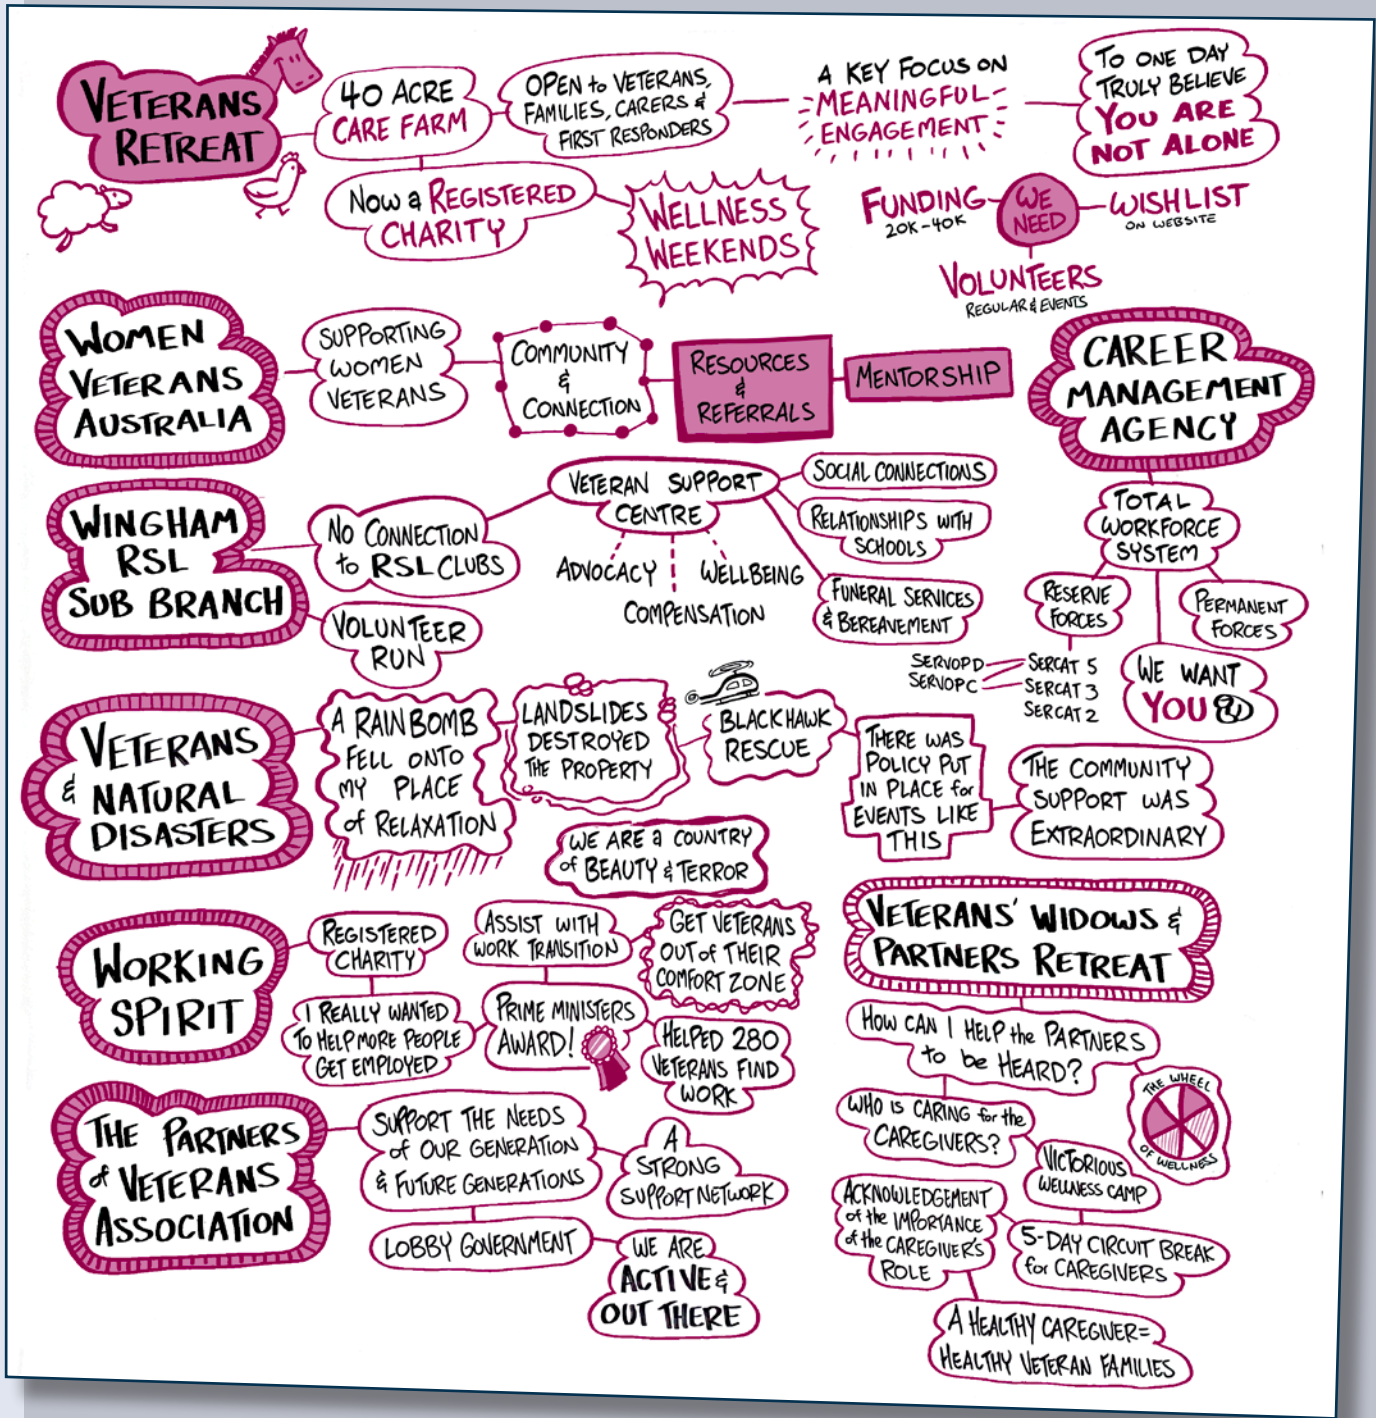 VETERANS
RETREAT
40 ACRE
CARE FARM
OPEN to VETERANS,
FAMILIES, CARERS &
FIRST RESPONDERS
A KEY FOCUS ON
MEANINGFUL
ENGAGEMENT
TO ONE DAY
TRULY BELIEVE
YOU ARE
NOT ALONE
NOW a REGISTERED
CHARITY
WELLNESS
WEEKENDS
FUNDING
20K-40K
WE
NEED
WISHLIST
ON WEBSITE
VOLUNTEERS
REGULAR & EVENTS
WOMEN
VETERANS
AUSTRALIA
SUPPORTING
WOMEN
VETERANS
COMMUNITY
&
CONNECTION
RESOURCES
&
REFERRALS
MENTORSHIP
CAREER
MANAGEMENT
AGENCY
TOTAL
WORKFORCE
SYSTEM
RESERVE
FORCES
PERMANENT
FORCES
SERVOPD
SERVOPC
SERCAT 5
SERCAT 3
SERCAT 2
WE WANT
YOU
WINGHAM
RSL
SUB BRANCH
NO CONNECTION
to RSL CLUBS
VOLUNTEER
RUN
VETERAN SUPPORT
CENTRE
ADVOCACY
COMPENSATION
WELLBEING
SOCIAL CONNECTIONS
RELATIONSHIPS WITH
SCHOOLS
FUNERAL SERVICES
& BEREAVEMENT
VETERANS
& NATURAL
DISASTERS
A RAIN BOMB
FELL ONTO
MY PLACE
of RELAXATION
LANDSLIDES
DESTROYED
THE PROPERTY
BLACKHAWK
RESCUE
THERE WAS
POLICY PUT
IN PLACE for
EVENTS LIKE
THIS
THE COMMUNITY
SUPPORT WAS
EXTRAORDINARY
WE ARE a COUNTRY
of BEAUTY & TERROR
WORKING
SPIRIT
REGISTERED
CHARITY
I REALLY WANTED
TO HELP MORE PEOPLE
GET EMPLOYED
ASSIST WITH
WORK TRANSITION
PRIME MINISTERS
AWARD!
GET VETERANS
OUT of THEIR
COMFORT ZONE
HELPED 280
VETERANS FIND
WORK
VETERANS' WIDOWS &
PARTNERS RETREAT
HOW CAN I HELP the PARTNERS
to be HEARD?
THE WHEEL
OF WELLNESS
WHO IS CARING for the
CAREGIVERS?
VICTORIOUS
WELLNESS CAMP
ACKNOWLEDGEMENT
of the IMPORTANCE
of the CAREGIVER'S
ROLE
5-DAY CIRCUIT BREAK
for CAREGIVERS
A HEALTHY CAREGIVER=
HEALTHY VETERAN FAMILIES
THE PARTNERS
of VETERANS
ASSOCIATION
SUPPORT THE NEEDS
of OUR GENERATION
& FUTURE GENERATIONS
A
STRONG
SUPPORT NETWORK
LOBBY GOVERNMENT
WE ARE
ACTIVE &
OUT THERE